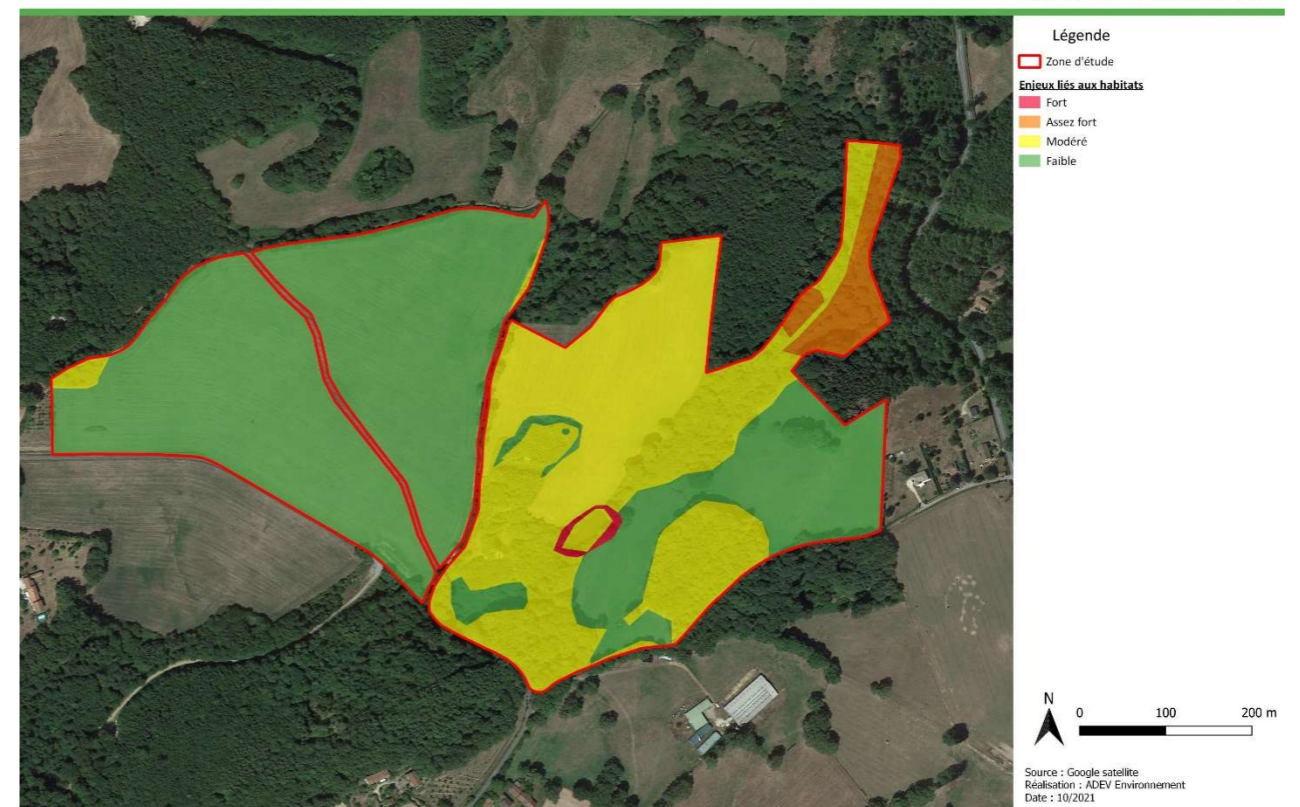 Légende
Zone d'étude
Enjeux liés aux habitats
Fort
Assez fort
Modéré
Faible
N
0 100 200 m
Source : Google satellite
Réalisation : ADEV Environnement
Date : 10/2021